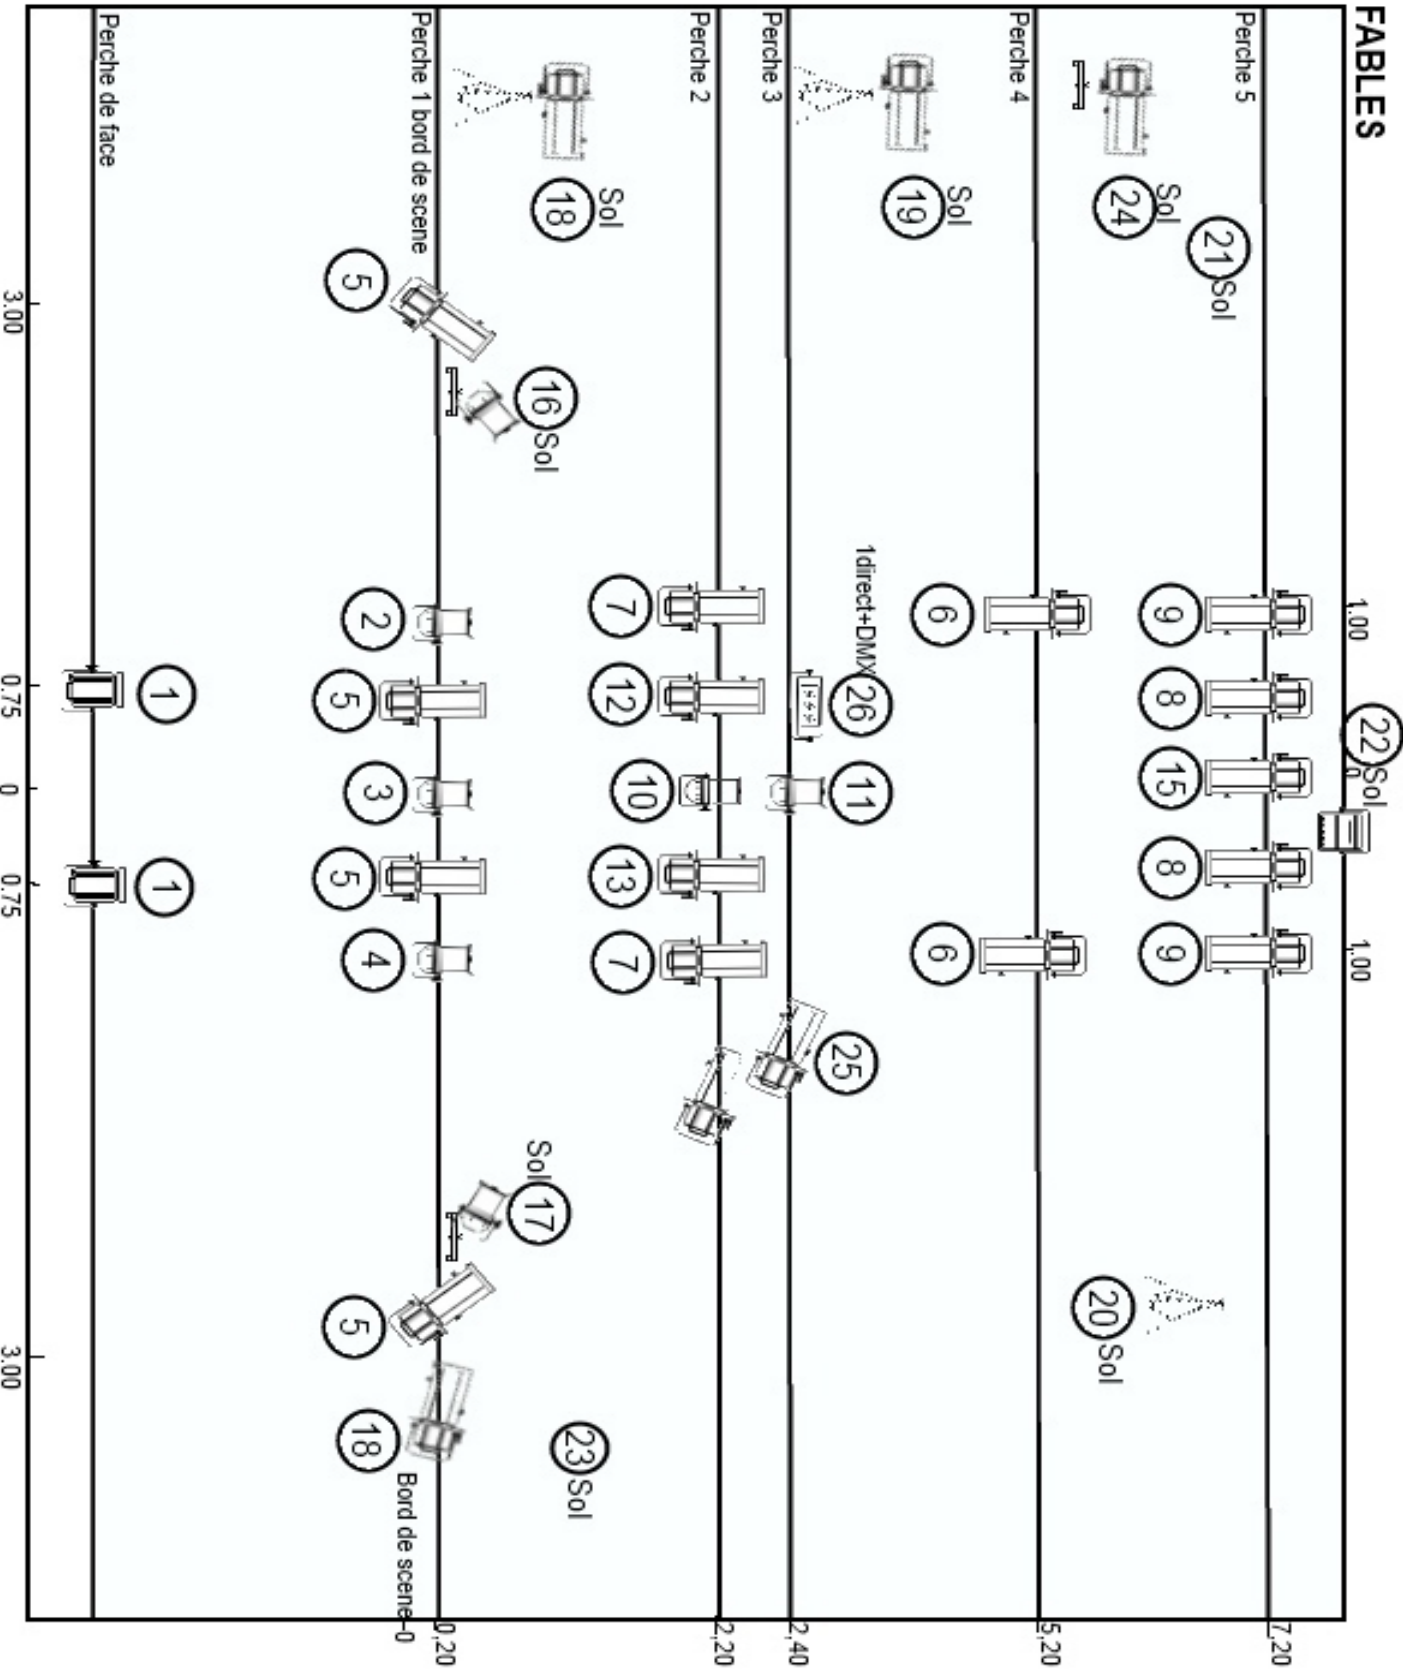 FABLES
1.00
22 Sol
0
1,00
Perche 5
7,20
21 Sol
9
8
15
8
9
Sol
24
20 Sol
Perche 4
5,20
Sol
19
6
6
1direct+DMX
26
11
25
Perche 3
2,40
Perche 2
2,20
7
12
10
13
7
Sol
18
16 Sol
Sol 17
23 Sol
Perche 1 bord de scene
0,20
5
2
5
3
5
4
5
18
Bord de scene 0
1
1
Perche de face
3.00
0.75
0
0.75
3.00